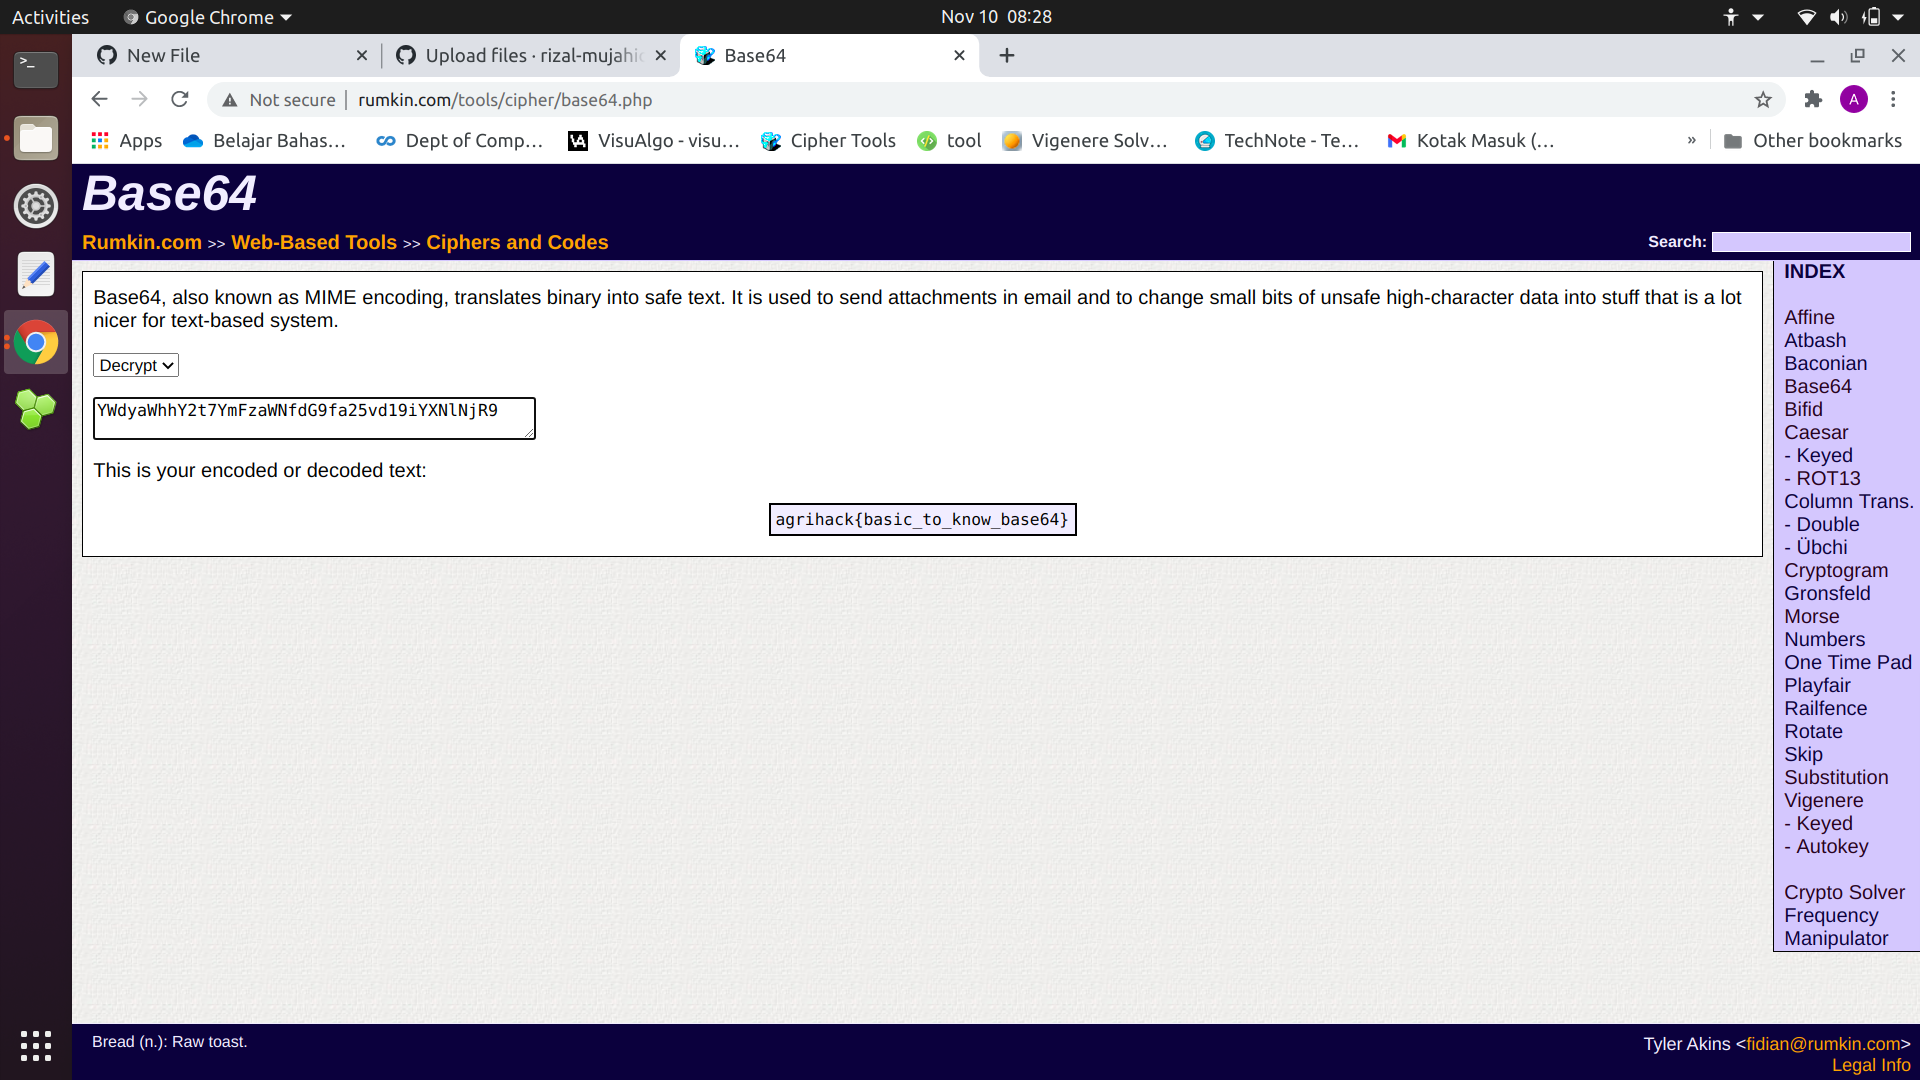 Activities
Google Chrome
Nov 10 08:28
New File
Upload files · rizal-mujahi
Base64
Not secure
rumkin.com/tools/cipher/base64.php
A
Apps
Belajar Bahas...
Dept of Comp...
VisuAlgo - visu...
Cipher Tools
tool
Vigenere Solv...
TechNote - Te...
Kotak Masuk (...
»
Other bookmarks
Base64
Rumkin.com >> Web-Based Tools >> Ciphers and Codes
Search:
Base64, also known as MIME encoding, translates binary into safe text. It is used to send attachments in email and to change small bits of unsafe high-character data into stuff that is a lot
nicer for text-based system.
Decrypt
YWdyaWhhY2t7YmFzaWNfdG9fa25vd19iYXNlNjR9
This is your encoded or decoded text:
agrihack{basic_to_know_base64}
INDEX
Affine
Atbash
Baconian
Base64
Bifid
Caesar
- Keyed
- ROT13
Column Trans.
- Double
- Übchi
Cryptogram
Gronsfeld
Morse
Numbers
One Time Pad
Playfair
Railfence
Rotate
Skip
Substitution
Vigenere
- Keyed
- Autokey
Crypto Solver
Frequency
Manipulator
Bread (n.): Raw toast.
Tyler Akins <fidian@rumkin.com>
Legal Info